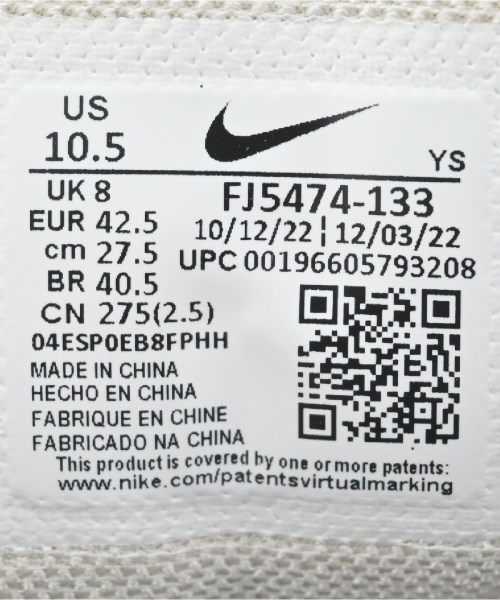 US
10.5
YS
UK 8
FJ5474-133
EUR 42.5
10/12/22 ¦ 12/03/22
cm 27.5
UPC 00196605793208
BR 40.5
CN 275(2.5)
04ESP0EB8FPHH
MADE IN CHINA
HECHO EN CHINA
FABRIQUE EN CHINE
FABRICADO NA CHINA
This product is covered by one or more patents:
www.nike.com/patentsvirtualmarking